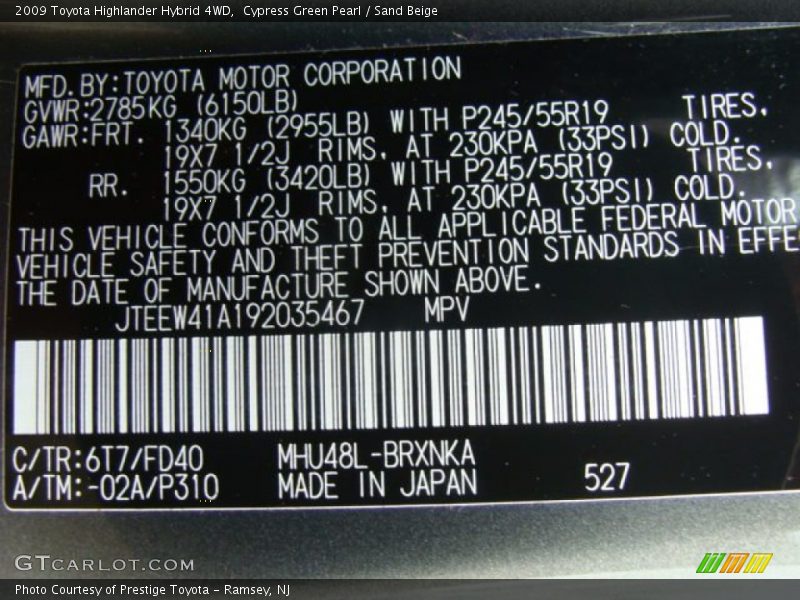 2009 Toyota Highlander Hybrid 4WD,  Cypress Green Pearl / Sand Beige
MFD.BY:TOYOTA MOTOR CORPORATION
GVWR:2785KG (6150LB)
GAWR:FRT. 1340KG (2955LB) WITH P245/55R19 TIRES,
19X7 1/2J RIMS, AT 230KPA (33PSI) COLD.
RR. 1550KG (3420LB) WITH P245/55R19 TIRES,
19X7 1/2J RIMS, AT 230KPA (33PSI) COLD.
THIS VEHICLE CONFORMS TO ALL APPLICABLE FEDERAL MOTOR
VEHICLE SAFETY AND THEFT PREVENTION STANDARDS IN EFFE
THE DATE OF MANUFACTURE SHOWN ABOVE.
JTEEW41A192035467 MPV
C/TR:6T7/FD40 MHU48L-BRXNKA
A/TM:-02A/P310 MADE IN JAPAN 527
GTCARLOT.COM
Photo Courtesy of Prestige Toyota - Ramsey, NJ